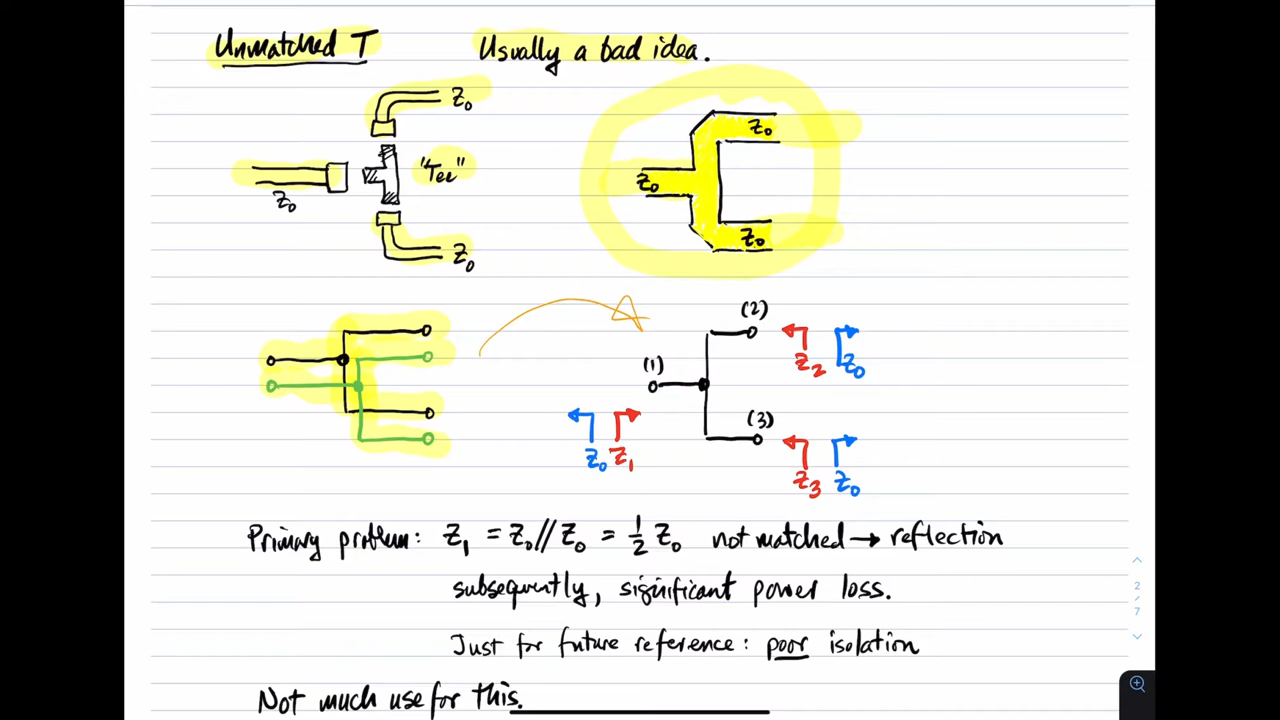 Unmatched T Usually a bad idea.
Z₀
"Tee"
Z₀
Z₀
Z₀
Z₀
Z₀
(1)
(2)
(3)
Z₀ Z₁
Z₂ Z₀
Z₃ Z₀
Primary problem: Z₁ = Z₀//Z₀ = ½ Z₀ not matched → reflection
subsequently, significant power loss.
Just for future reference: poor isolation
Not much use for this.
2
/
7